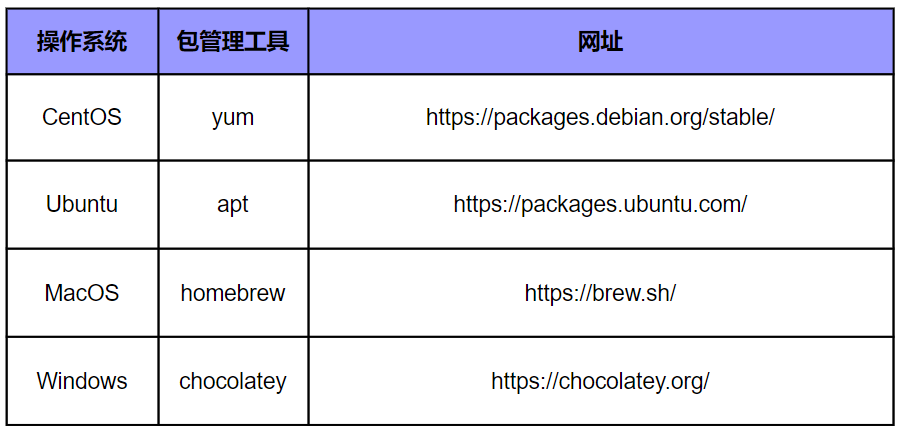 操作系统 包管理工具 网址
CentOS yum https://packages.debian.org/stable/
Ubuntu apt https://packages.ubuntu.com/
MacOS homebrew https://brew.sh/
Windows chocolatey https://chocolatey.org/